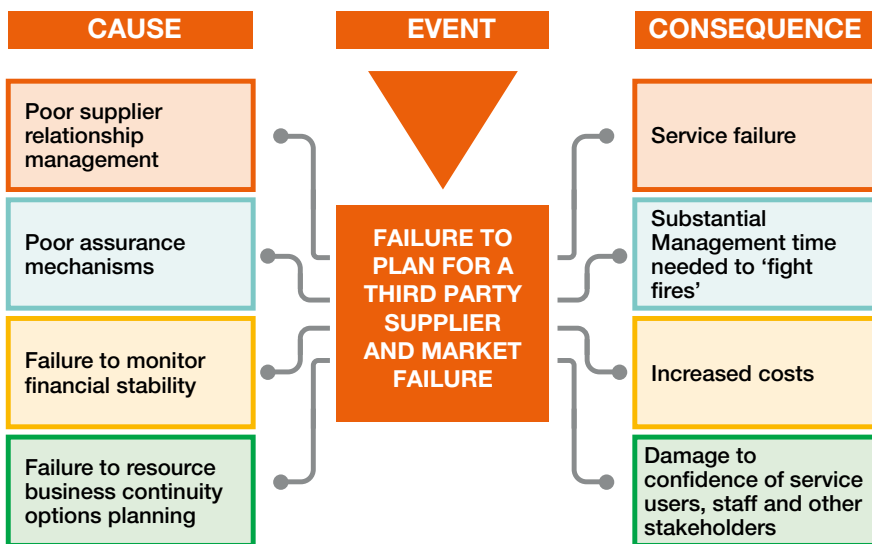 CAUSE
EVENT
CONSEQUENCE
Poor supplier
relationship
management
Poor assurance
mechanisms
Failure to monitor
financial stability
Failure to resource
business continuity
options planning
FAILURE TO
PLAN FOR A
THIRD PARTY
SUPPLIER
AND MARKET
FAILURE
Service failure
Substantial
Management time
needed to ‘fight
fires’
Increased costs
Damage to
confidence of service
users, staff and other
stakeholders